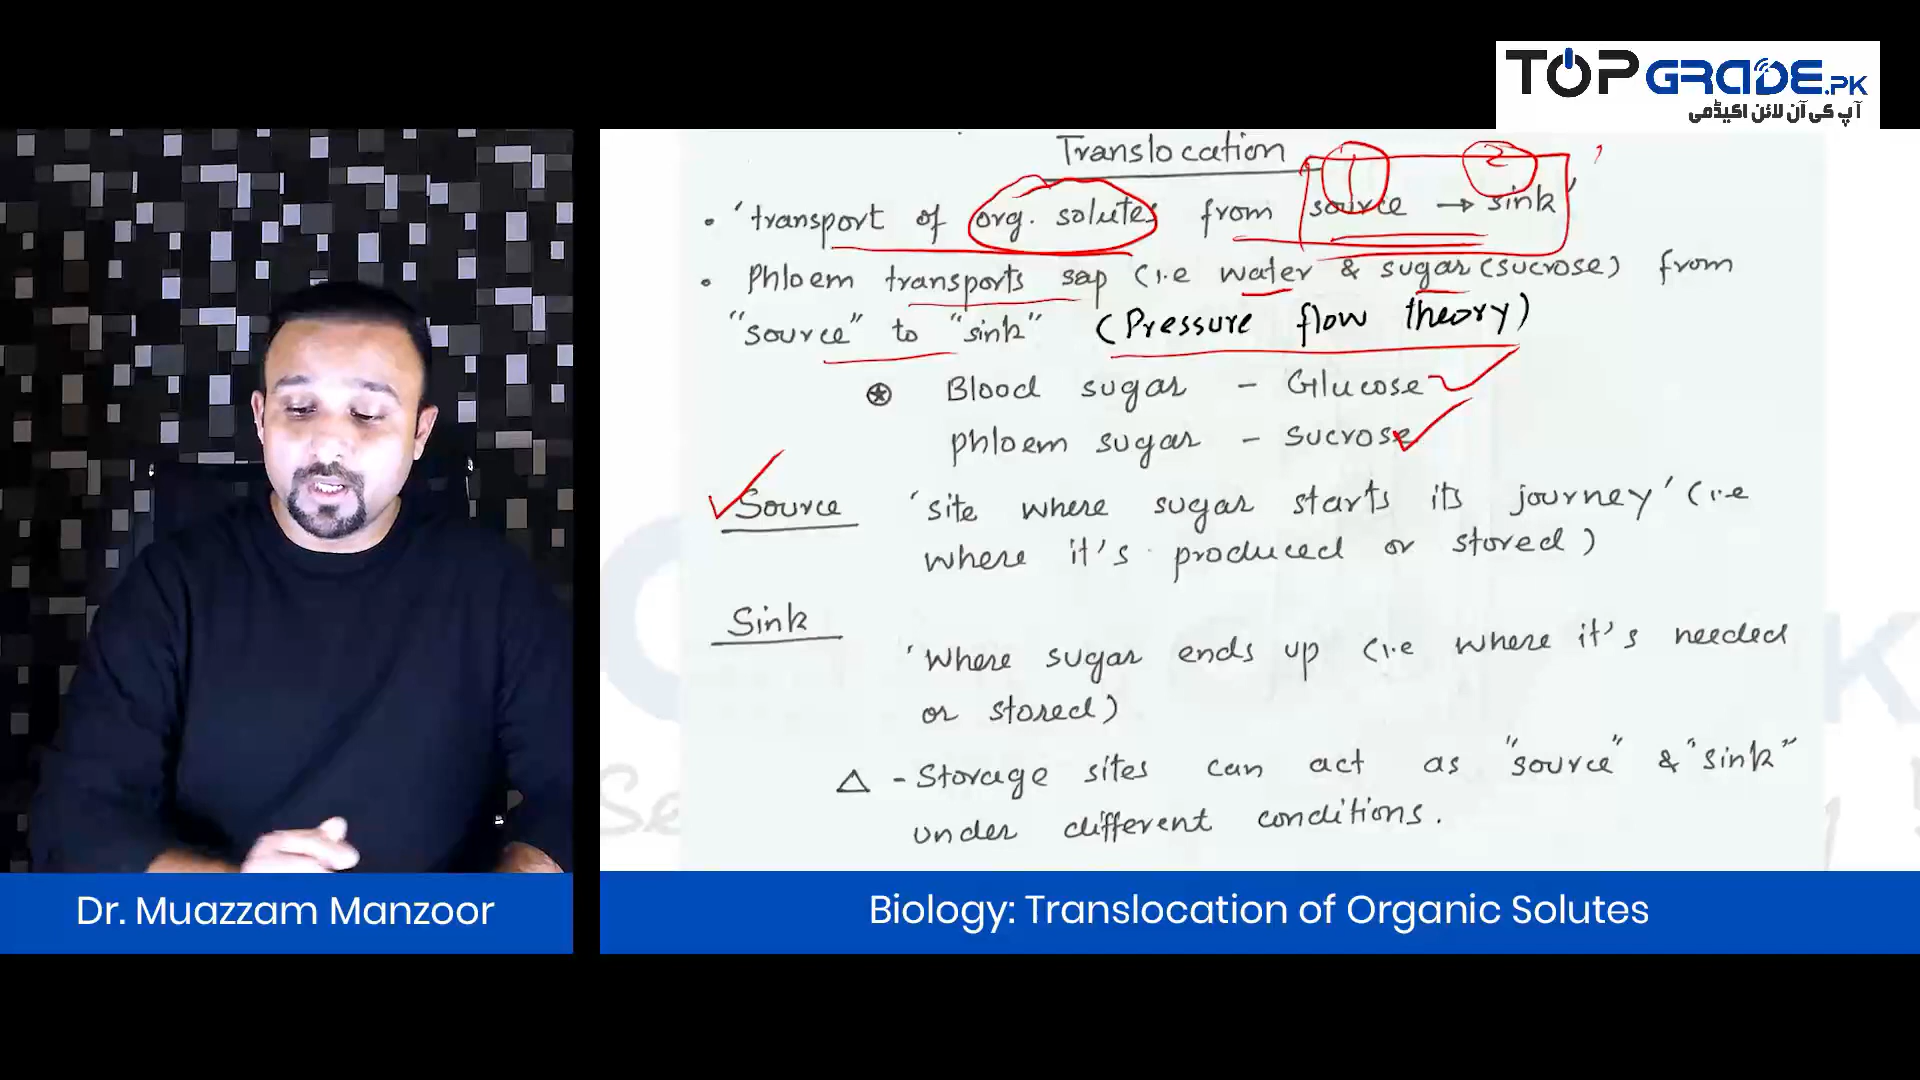 TOPGRADE.PK
آپ کی آن لائن اکیڈمی
Translocation
1 2
• 'transport of org. solutes from source → sink'
• Phloem transports sap (i.e water & sugar (sucrose) from
"source" to "sink" (Pressure flow theory)
Blood sugar - Glucose
phloem sugar - sucrose
Source 'site where sugar starts its journey' (i.e
where it's produced or stored)
Sink
'Where sugar ends up (i.e where it's needed
or stored)
△ - Storage sites can act as "source" & "sink"
under different conditions.
Dr. Muazzam Manzoor
Biology: Translocation of Organic Solutes